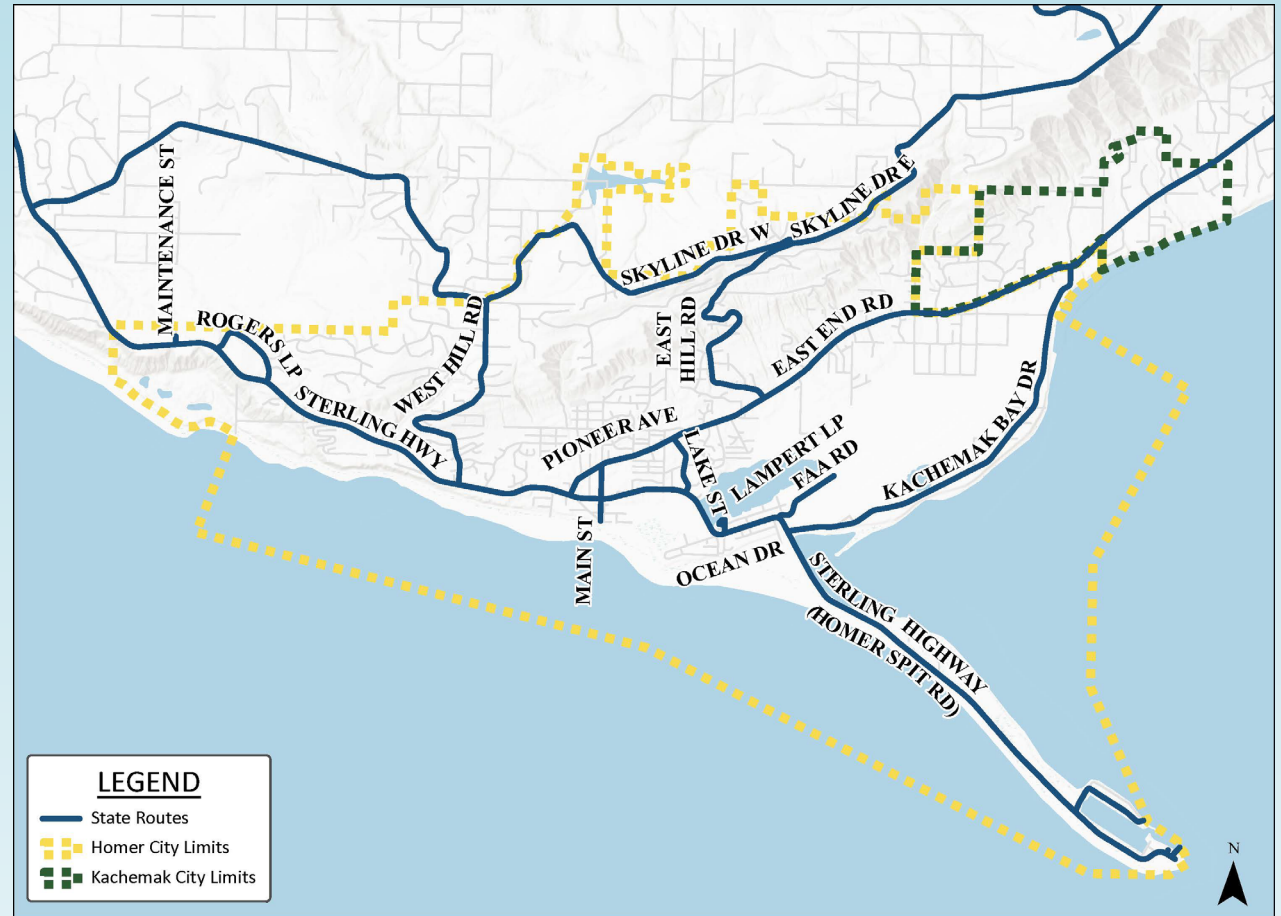 MAINTENANCE ST
ROGERS LP
STERLING HWY
WEST HILL RD
SKYLINE DR W
SKYLINE DR E
EAST
HILL RD
EAST END RD
PIONEER AVE
LAKE ST
LAMPERT LP
FAA RD
KACHEMAK BAY DR
MAIN ST
OCEAN DR
STERLING HIGHWAY
(HOMER SPIT RD)
LEGEND
State Routes
Homer City Limits
Kachemak City Limits
N